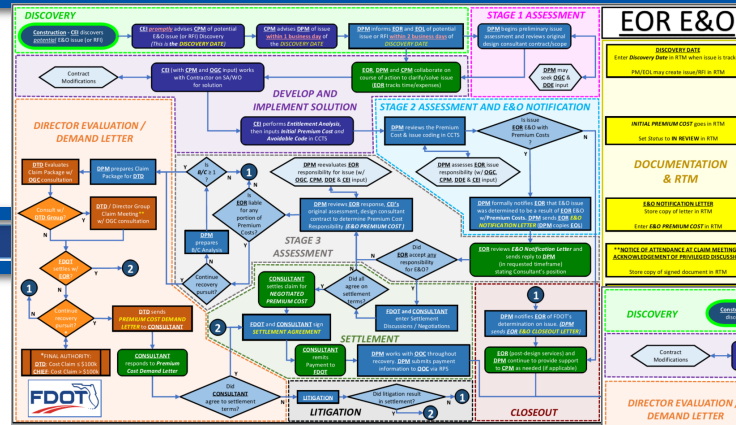 DISCOVERY
Construction - CEI discovers
potential E&O issue (or RFI)
CEI promptly advises CPM of potential
E&O issue (or RFI) Discovery
[This is the DISCOVERY DATE]
CPM advises DPM of issue
within 1 business day of
the DISCOVERY DATE
DPM informs EOR and EOL of potential
issue or RFI within 2 business days of
DISCOVERY DATE
STAGE 1 ASSESSMENT
DPM begins preliminary issue
assessment and reviews original
design consultant contract/scope
DPM may
seek OGC &
DDE input
Contract
Modifications
CEI (with CPM and OGC input) works
with Contractor on SA/WO
for solution
EOR, DPM and CPM collaborate on
course of action to clarify/solve issue
(EOR tracks time/expenses)
DEVELOP AND
IMPLEMENT SOLUTION
CEI performs Entitlement Analysis,
then inputs Initial Premium Cost and
Avoidable Code in CCTS
STAGE 2 ASSESSMENT AND E&O NOTIFICATION
DPM reviews the Premium
Cost & issue coding in CCTS
Is issue
EOR E&O with
Premium Costs
?
N
Y
DPM assesses EOR issue
responsibility (w/ OGC,
CPM, DDE & CEI input)
DPM formally notifies EOR that E&O issue
was determined to be a result of EOR E&O
w/Premium Costs. DPM sends EOR E&O
NOTIFICATION LETTER (DPM copies EOL)
EOR reviews E&O Notification Letter and
sends reply to DPM
(in requested timeframe)
stating Consultant's position
DIRECTOR EVALUATION /
DEMAND LETTER
DTD Evaluates
Claim Package w/
OGC consultation
DPM prepares Claim
Package for DTD
Consult w/
DTD Group
?
Y
N
DTD / Director Group
Claim Meeting**
w/ OGC consultation
FDOT
settles w/
EOR?
Y
N
2
1
Continue
recovery
pursuit?
N
Y
DTD sends
PREMIUM COST DEMAND
LETTER to CONSULTANT
*FINAL AUTHORITY:
DTD: Cost Claim ≤ $100k
CHIEF: Cost Claim > $100k
CONSULTANT
responds to Premium
Cost Demand Letter
FDOT
Is
B/C ≥ 1
?
Y
N
1
Is
EOR liable for
any portion of
Premium
Costs?
N
Y
DPM
prepares
B/C Analysis
Continue
recovery
pursuit?
Y
N
STAGE 3
ASSESSMENT
DPM reevaluates EOR
responsibility for issue (w/
OGC, CPM, DDE & CEI input)
DPM reviews EOR response, CEI's
original assessment, design consultant
contract to determine Premium Cost
Responsibility (E&O PREMIUM COST)
Did
EOR accept any
responsibility
for E&O?
N
Y
CONSULTANT
settles claim for
NEGOTIATED
PREMIUM COST
Did all
agree on
settlement
terms?
Y
N
FDOT and CONSULTANT sign
SETTLEMENT AGREEMENT
FDOT and
CONSULTANT
enter Settlement
Discussions / Negotiations
2
SETTLEMENT
CONSULTANT
remits
Payment to
FDOT
DPM works with OOC throughout
recovery. DPM submits payment
information to OOC via RFS
Did
CONSULTANT
agree to settlement
terms?
Y
N
LITIGATION
Did litigation result
in settlement?
N
1
Y
2
LITIGATION
1
DPM notifies EOR of FDOT's
determination on issue. (DPM
sends EOR E&O CLOSEOUT LETTER)
EOR (post-design services) and
DPM continue to provide support
to CPM as needed (if applicable)
CLOSEOUT
EOR E&O
DISCOVERY DATE
Enter Discovery Date in RTM when issue is track
PM/EOL may create issue/RFI in RTM
INITIAL PREMIUM COST goes in RTM
Set Status to IN REVIEW in RTM
DOCUMENTATION
& RTM
E&O NOTIFICATION LETTER
Store copy of letter in RTM
Enter E&O PREMIUM COST in RTM
**NOTICE OF ATTENDANCE AT CLAIM MEETING
ACKNOWLEDGEMENT OF PRIVILEGED DISCUSSI
Store copy of signed document in RTM
DISCOVERY
Constr
disc
Contract
Modifications
DIRECTOR EVALUATION /
DEMAND LETTER